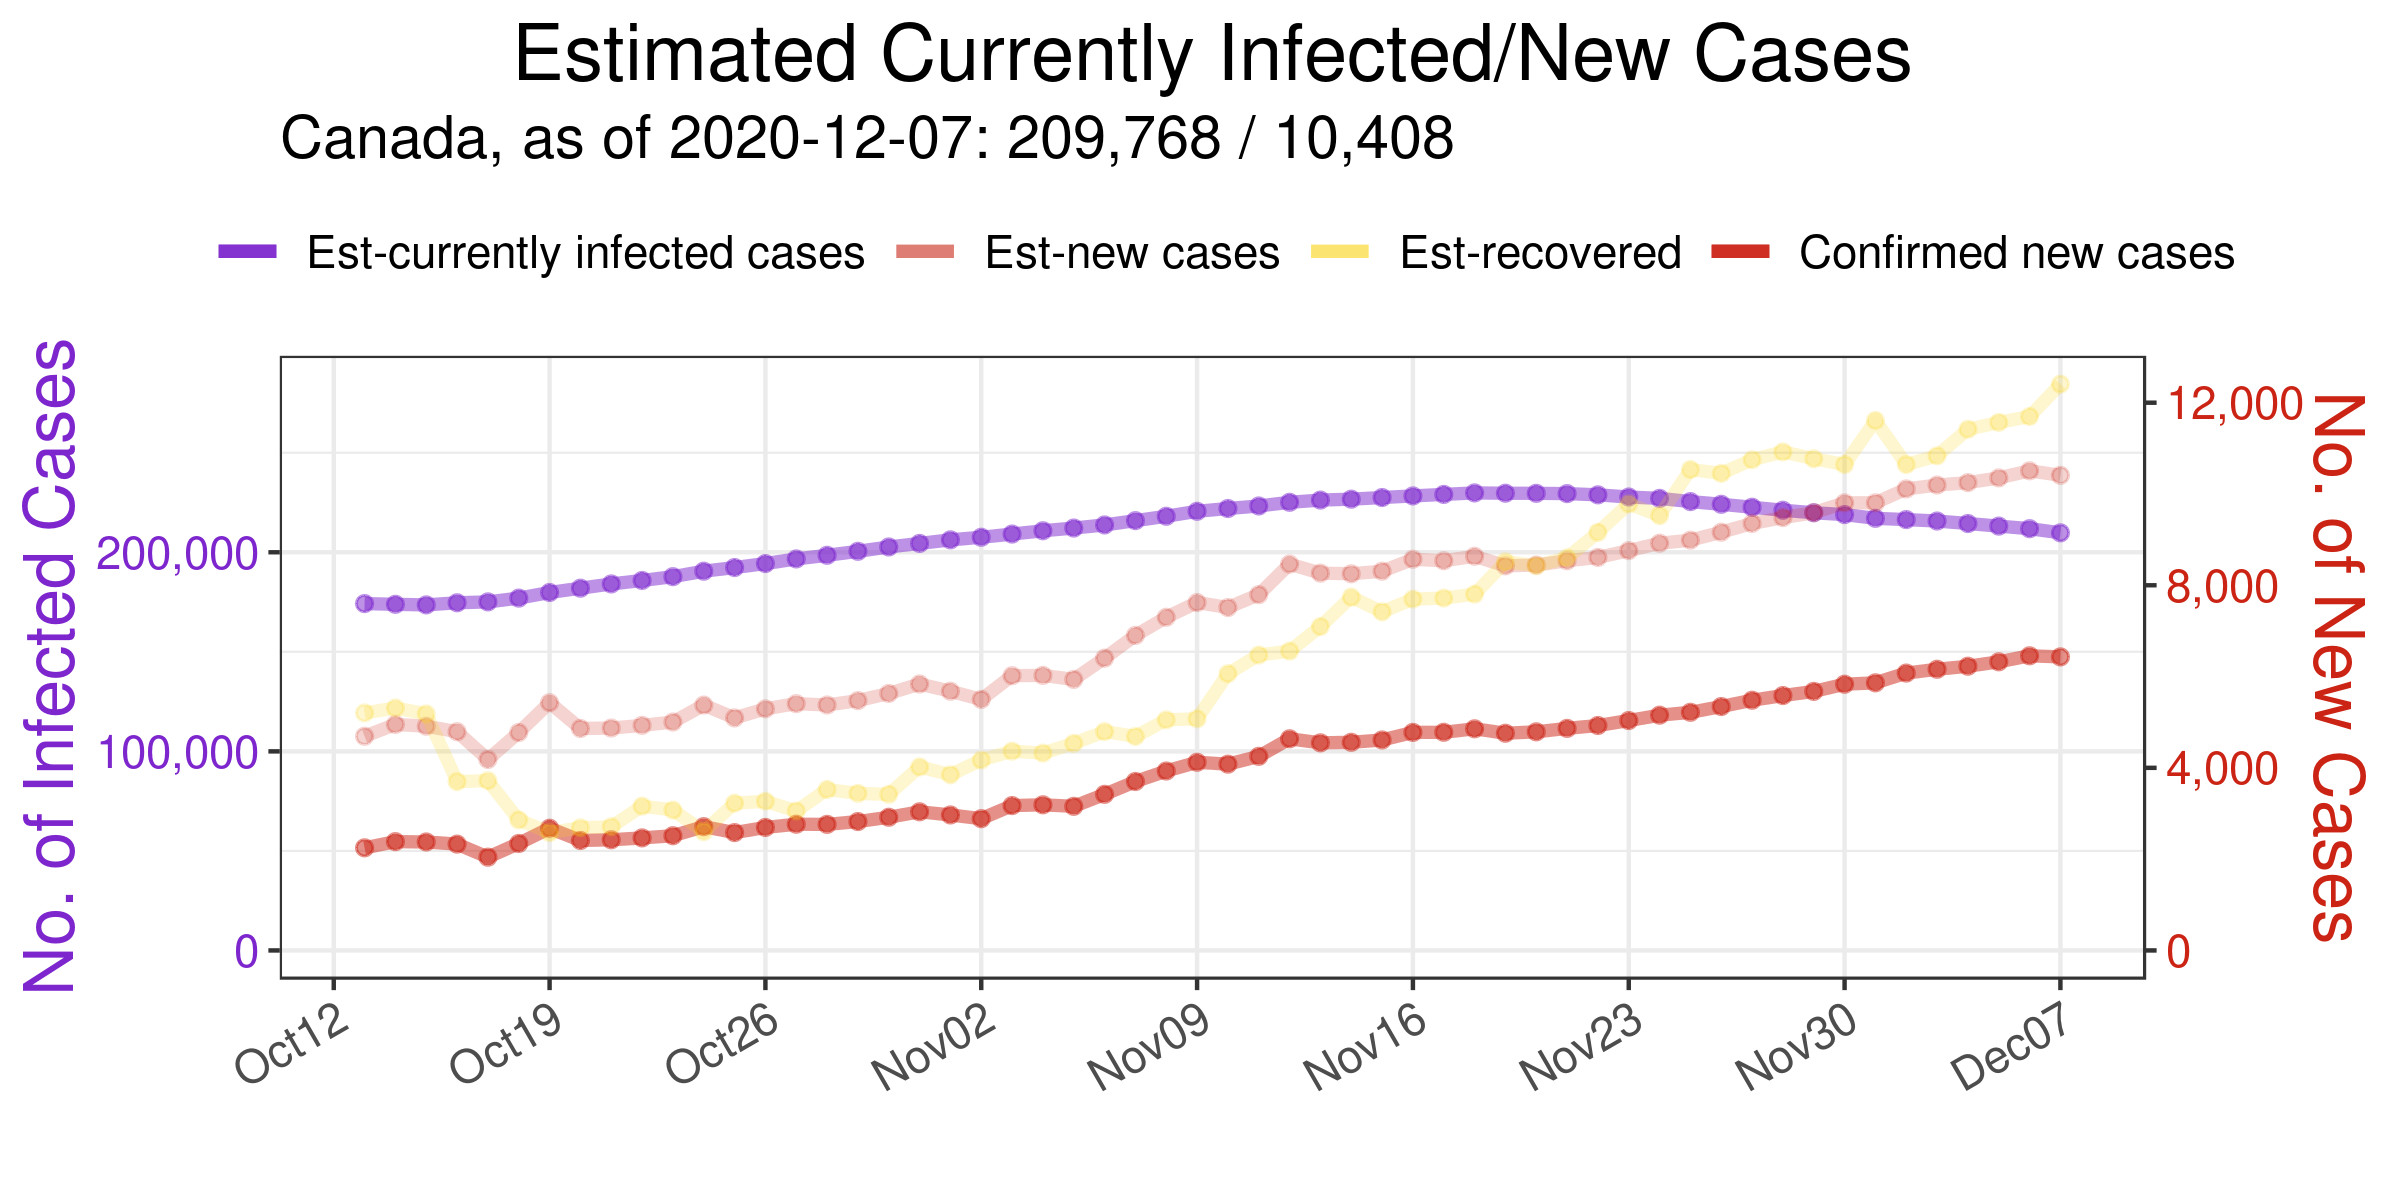 Estimated Currently Infected/New Cases
Canada, as of 2020-12-07: 209,768 / 10,408
Est-currently infected cases Est-new cases Est-recovered Confirmed new cases
No. of Infected Cases
200,000
100,000
0
12,000
8,000
4,000
0
No. of New Cases
Oct12 Oct19 Oct26 Nov02 Nov09 Nov16 Nov23 Nov30 Dec07